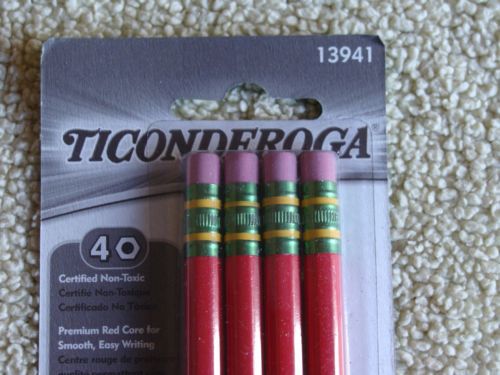 13941
TICONDEROGA®
4
Certified Non-Toxic
Certifié Non-Toxique
Certificado No Tóxico
Premium Red Core for
Smooth, Easy Writing
Centre rouge de
qualité